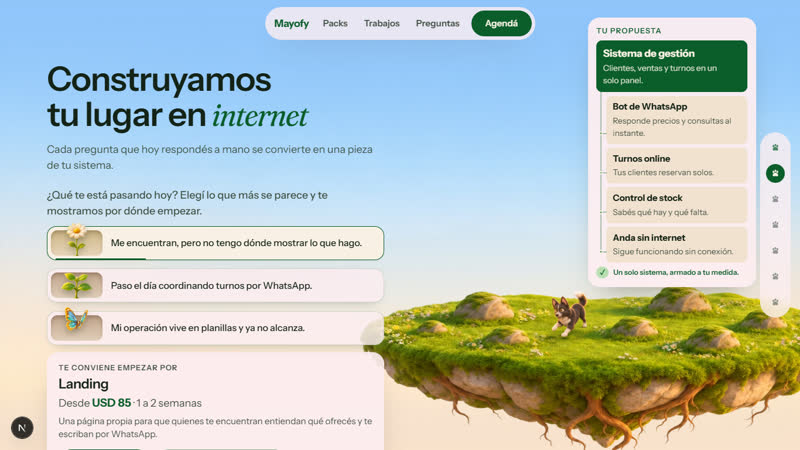 Mayofy
Packs
Trabajos
Preguntas
Agendá
Construyamos
tu lugar en internet
Cada pregunta que hoy respondés a mano se convierte en una pieza
de tu sistema.
¿Qué te está pasando hoy? Elegí lo que más se parece y te
mostramos por dónde empezar.
Me encuentran, pero no tengo dónde mostrar lo que hago.
Paso el día coordinando turnos por WhatsApp.
Mi operación vive en planillas y ya no alcanza.
TE CONVIENE EMPEZAR POR
Landing
Desde USD 85 · 1 a 2 semanas
Una página propia para que quienes te encuentran entiendan qué ofrecés y te
escriban por WhatsApp.
TU PROPUESTA
Sistema de gestión
Clientes, ventas y turnos en un
solo panel.
Bot de WhatsApp
Responde precios y consultas al
instante.
Turnos online
Tus clientes reservan solos.
Control de stock
Sabés qué hay y qué falta.
Anda sin internet
Sigue funcionando sin conexión.
Un solo sistema, armado a tu medida.
N